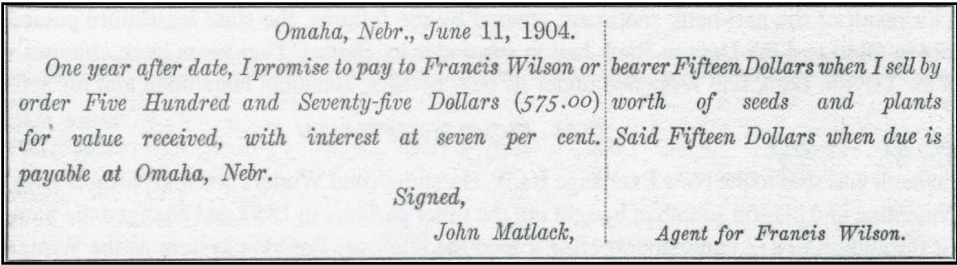 Omaha, Nebr., June 11, 1904.
One year after date, I promise to pay to Francis Wilson or bearer Fifteen Dollars when I sell by
order Five Hundred and Seventy-five Dollars (575.00) worth of seeds and plants
for value received, with interest at seven per cent. Said Fifteen Dollars when due is
payable at Omaha, Nebr.
Signed,
John Matlack, Agent for Francis Wilson.